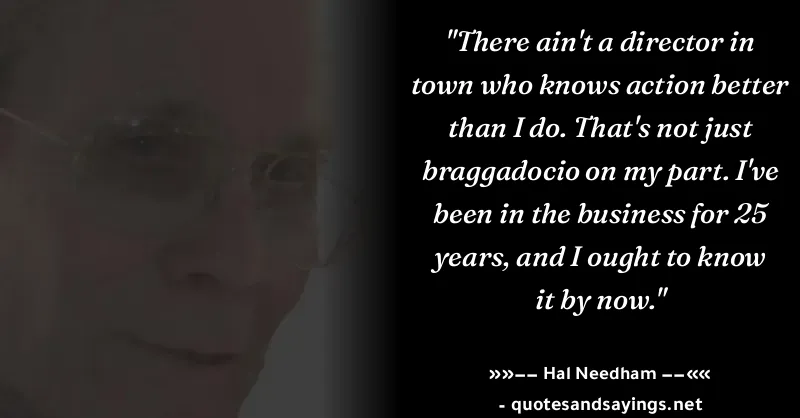 "There ain't a director in
town who knows action better
than I do. That's not just
braggadocio on my part. I've
been in the business for 25
years, and I ought to know
it by now."
»»-- Hal Needham --««
- quotesandsayings.net